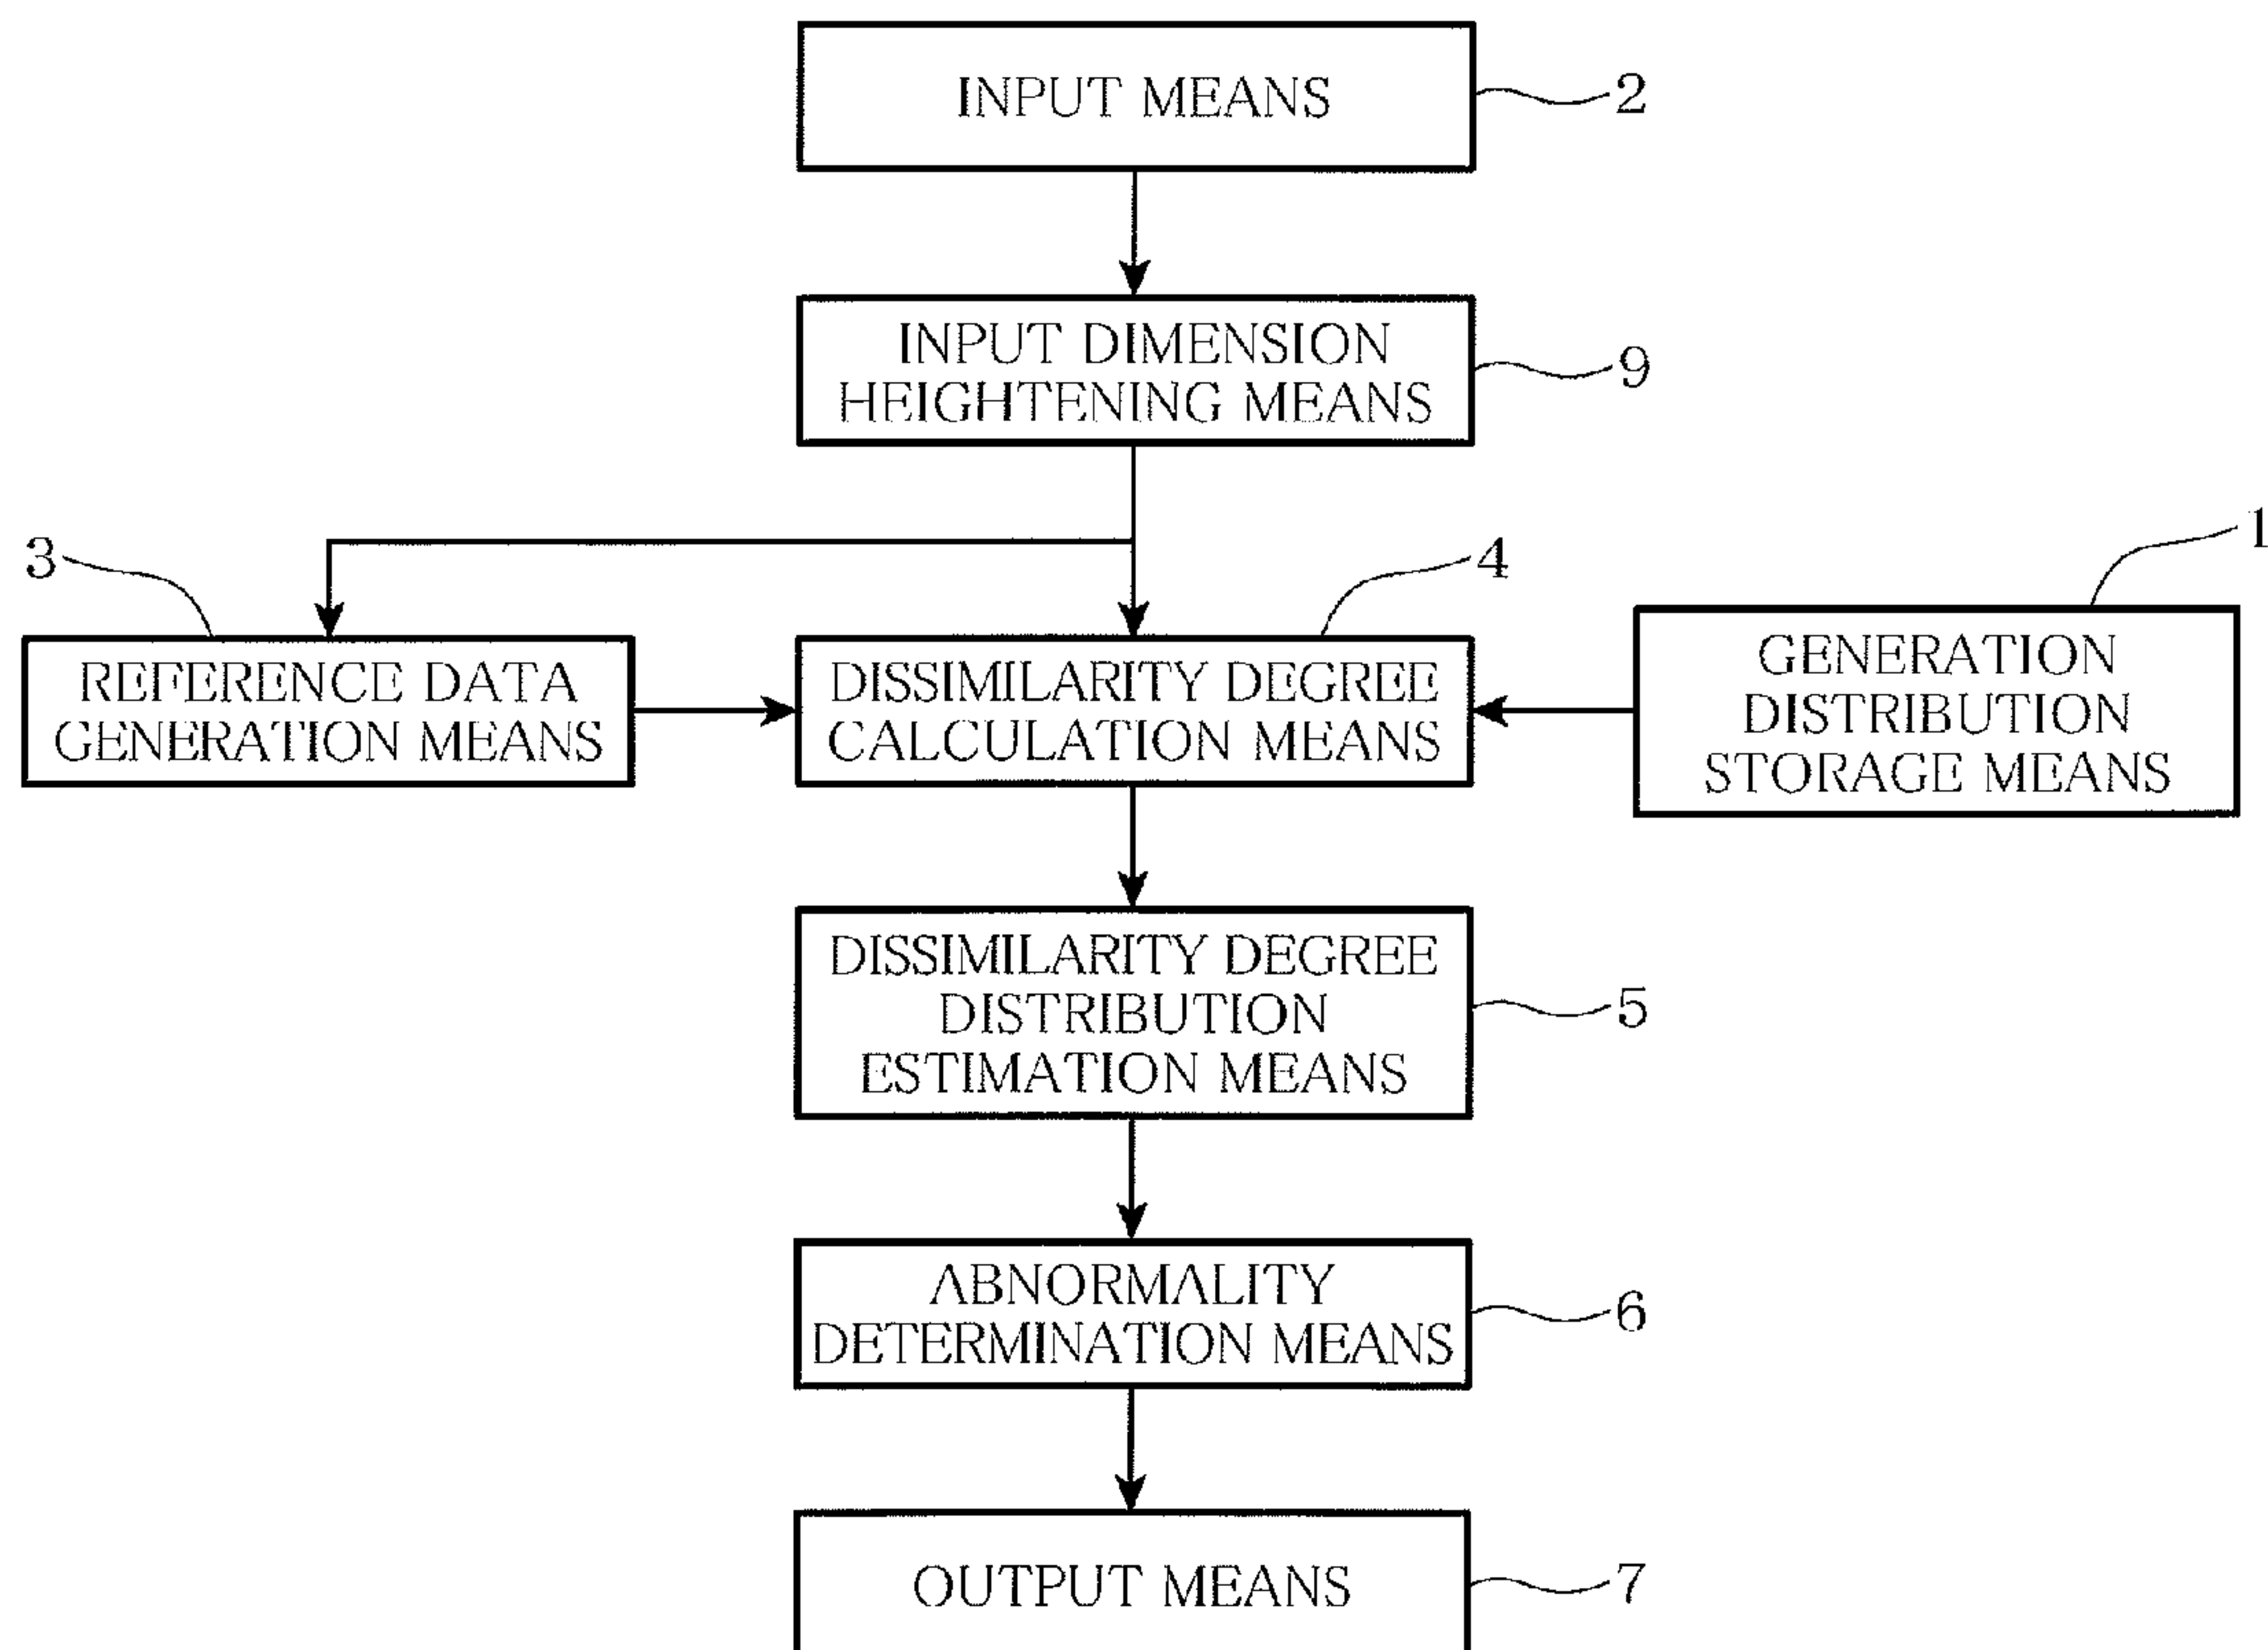 INPUT MEANS
2
INPUT DIMENSION
HEIGHTENING MEANS
9
3
4
1
REFERENCE DATA
GENERATION MEANS
DISSIMILARITY DEGREE
CALCULATION MEANS
GENERATION
DISTRIBUTION
STORAGE MEANS
DISSIMILARITY DEGREE
DISTRIBUTION
ESTIMATION MEANS
5
ABNORMALITY
DETERMINATION MEANS
6
OUTPUT MEANS
7